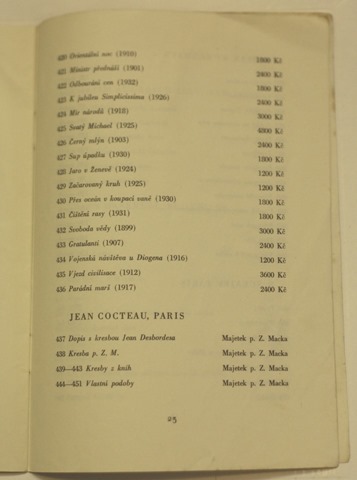 420 Orientální noc (1910) 1800 Kč
421 Ministr přednáší (1901) 2400 Kč
422 Odbourání cen (1932) 1800 Kč
423 K jubileu Simplicissimu (1926) 2400 Kč
424 Mír národů (1918) 3000 Kč
425 Svatý Michael (1925) 4800 Kč
426 Černý mlýn (1903) 2400 Kč
427 Sup úpadku (1930) 1800 Kč
428 Jaro v Ženevě (1924) 1200 Kč
429 Začarovaný kruh (1925) 1200 Kč
430 Přes oceán v koupací vaně (1930) 1800 Kč
431 Čištění rasy (1931) 1800 Kč
432 Svoboda vědy (1899) 3000 Kč
433 Gratulanti (1907) 2400 Kč
434 Vojenská návštěva u Diogena (1916) 1200 Kč
435 Vjezd civilisace (1912) 3600 Kč
436 Parádní marš (1917) 2400 Kč
JEAN COCTEAU, PARIS
437 Dopis s kresbou Jean Desbordesa Majetek p. Z. Macka
438 Kresba p. Z. M. Majetek p. Z. Macka
439—443 Kresby z knih Majetek p. Z. Macka
444—451 Vlastní podoby Majetek p. Z. Macka
25